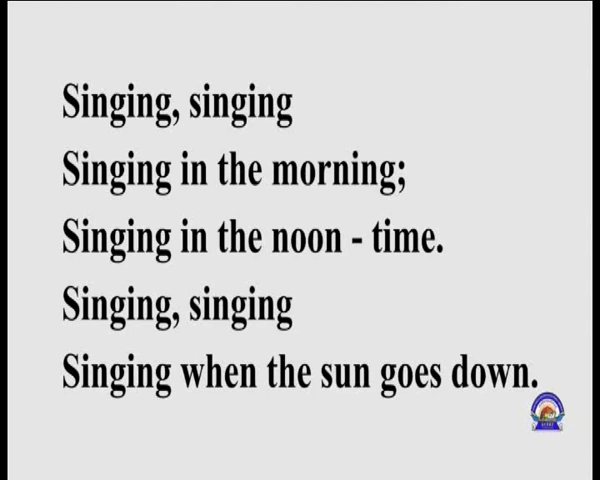 Singing, singing
Singing in the morning;
Singing in the noon - time.
Singing, singing
Singing when the sun goes down.